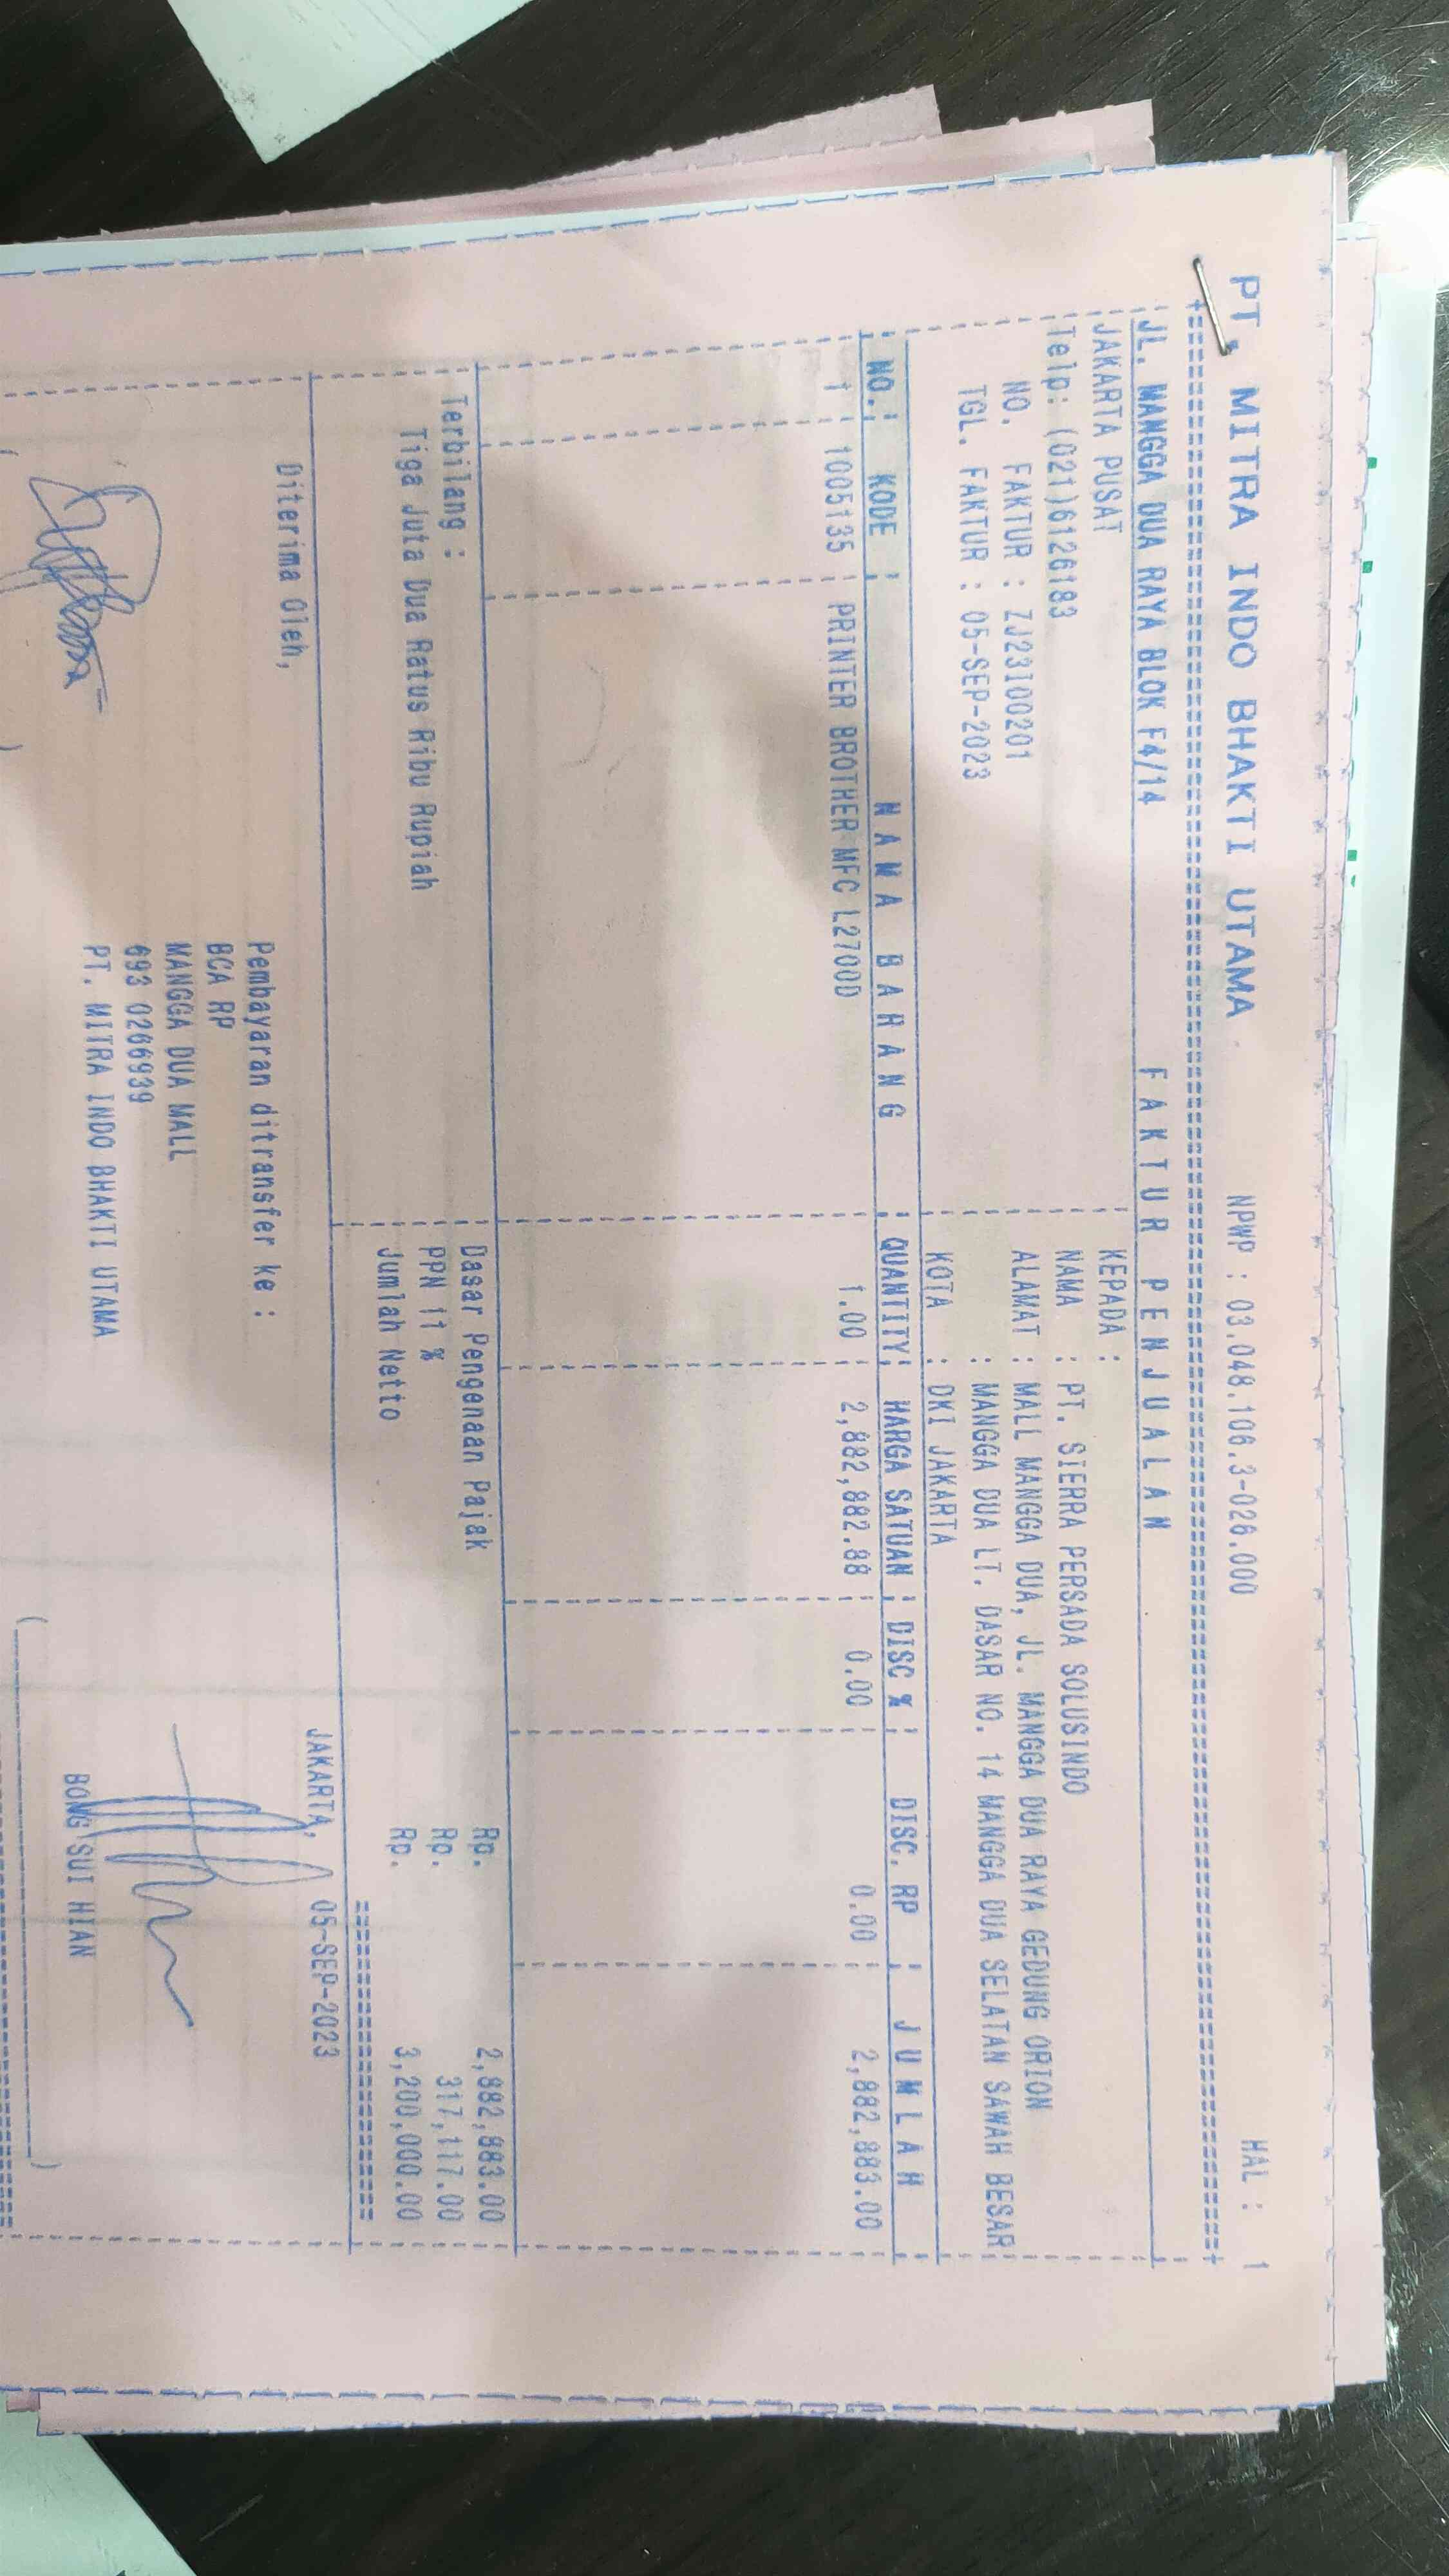 PT. MITRA INDO BHAKTI UTAMA NPWP : 03.048.106.3-026.000 HAL : 1
JL. MANGGA DUA RAYA BLOK F4/14 FAKTUR PENJUALAN
JAKARTA PUSAT KEPADA :
Telp: (021)6126183 NAMA : PT. SIERRA PERSADA SOLUSINDO
NO. FAKTUR : ZJ23I00201 ALAMAT : MALL MANGGA DUA, JL. MANGGA DUA RAYA GEDUNG ORION
TGL. FAKTUR : 05-SEP-2023 : MANGGA DUA LT. DASAR NO. 14 MANGGA DUA SELATAN SAWAH BESAR
KOTA : DKI JAKARTA
NO. KODE NAMA BARANG QUANTITY HARGA SATUAN DISC % DISC. RP JUMLAH
1 1005135 PRINTER BROTHER MFC L2700D 1.00 2,882,882.88 0.00 0.00 2,882,883.00
Terbilang : Dasar Pengenaan Pajak Rp. 2,882,883.00
Tiga Juta Dua Ratus Ribu Rupiah PPN 11 % Rp. 317,117.00
Jumlah Netto Rp. 3,200,000.00
Diterima Oleh, Pembayaran ditransfer ke : JAKARTA, 05-SEP-2023
BCA RP
MANGGA DUA MALL
693 0266939
PT. MITRA INDO BHAKTI UTAMA BONG SUI HIAN